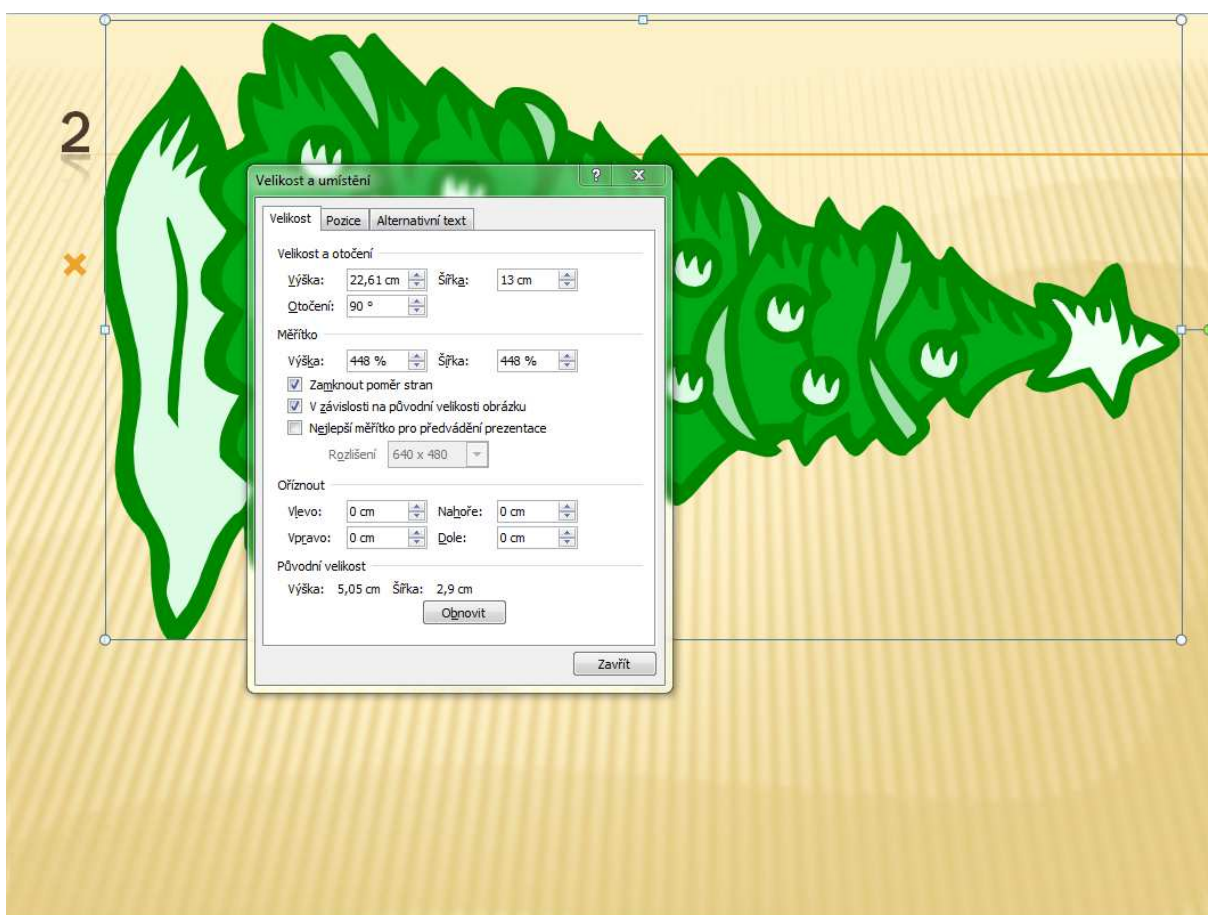 2
Velikost a umístění
Velikost Pozice Alternativní text
Velikost a otočení
Výška: 22,61 cm Šířka: 13 cm
Otočení: 90 °
Měřítko
Výška: 448 % Šířka: 448 %
Zamknout poměr stran
V závislosti na původní velikosti obrázku
Nejlepší měřítko pro předvádění prezentace
Rozlišení 640 x 480
Oříznout
Vlevo: 0 cm Nahoře: 0 cm
Vpravo: 0 cm Dole: 0 cm
Původní velikost
Výška: 5,05 cm Šířka: 2,9 cm
Obnovit
Zavřít